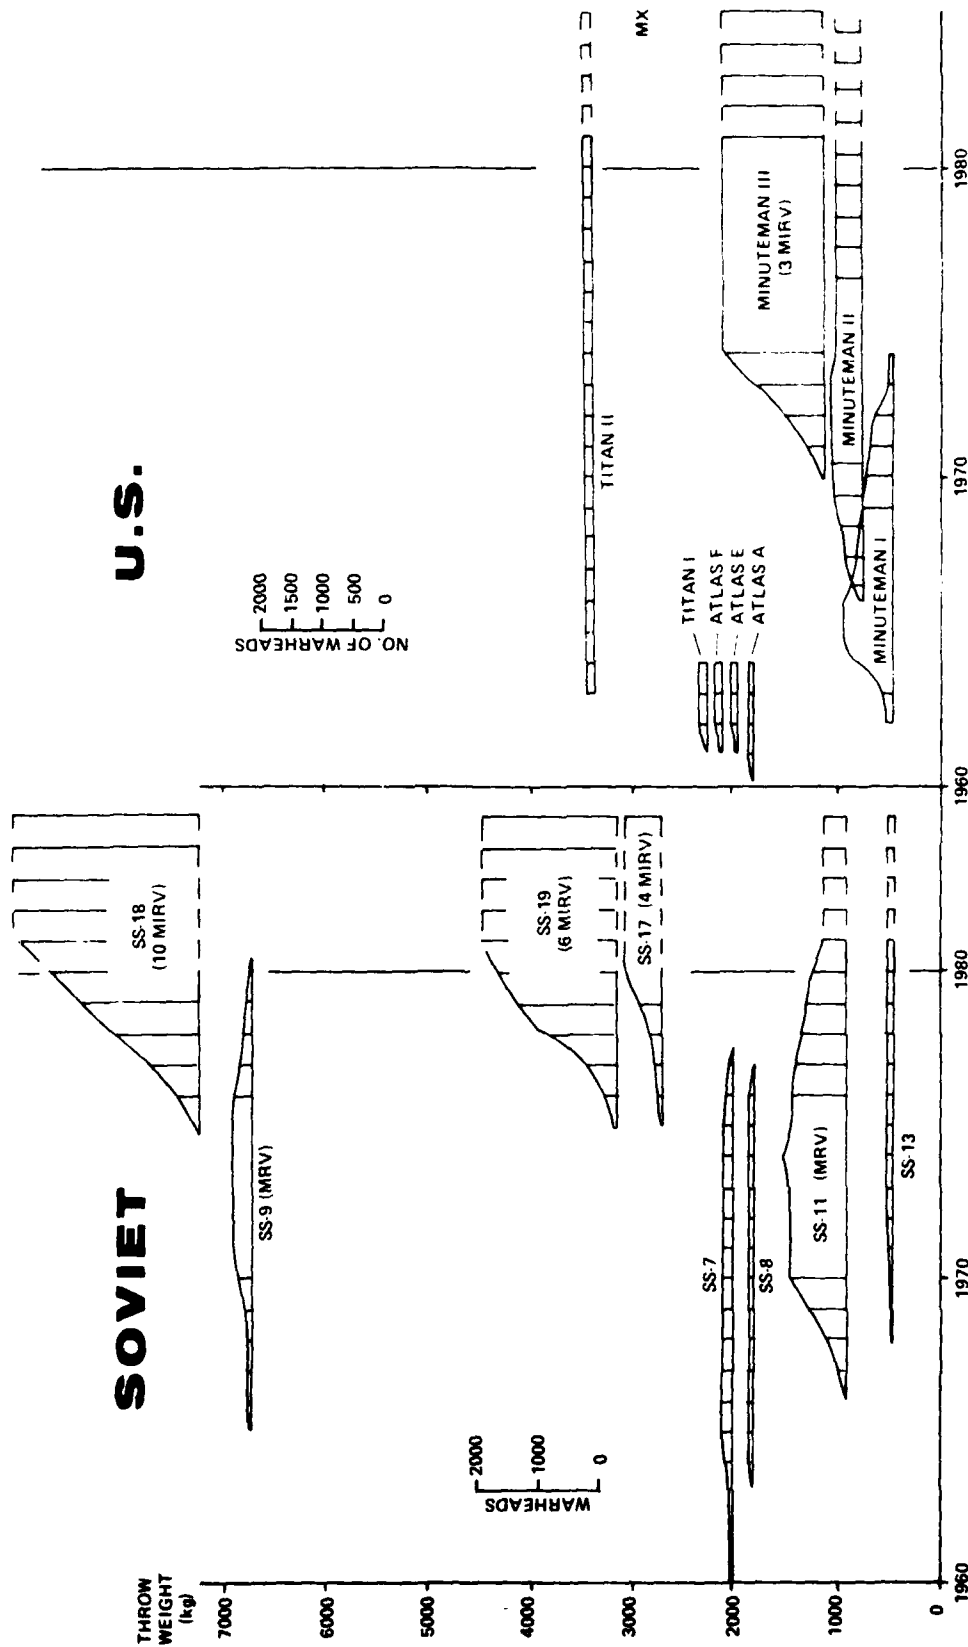 SOVIET
U.S.
THROW
WEIGHT
(kg)
7000
6000
5000
4000
3000
2000
1000
0
SS-18
(10 MIRV)
SS-9 (MRV)
SS-19
(6 MIRV)
SS-17 (4 MIRV)
2000
1000
0
WARHEADS
SS-7
SS-8
SS-11 (MRV)
SS-13
1960
1970
1980
2000
1500
1000
500
0
NO. OF WARHEADS
TITAN II
MX
TITAN I
ATLAS F
ATLAS E
ATLAS A
MINUTEMAN III
(3 MIRV)
MINUTEMAN II
MINUTEMAN I
1960
1970
1980